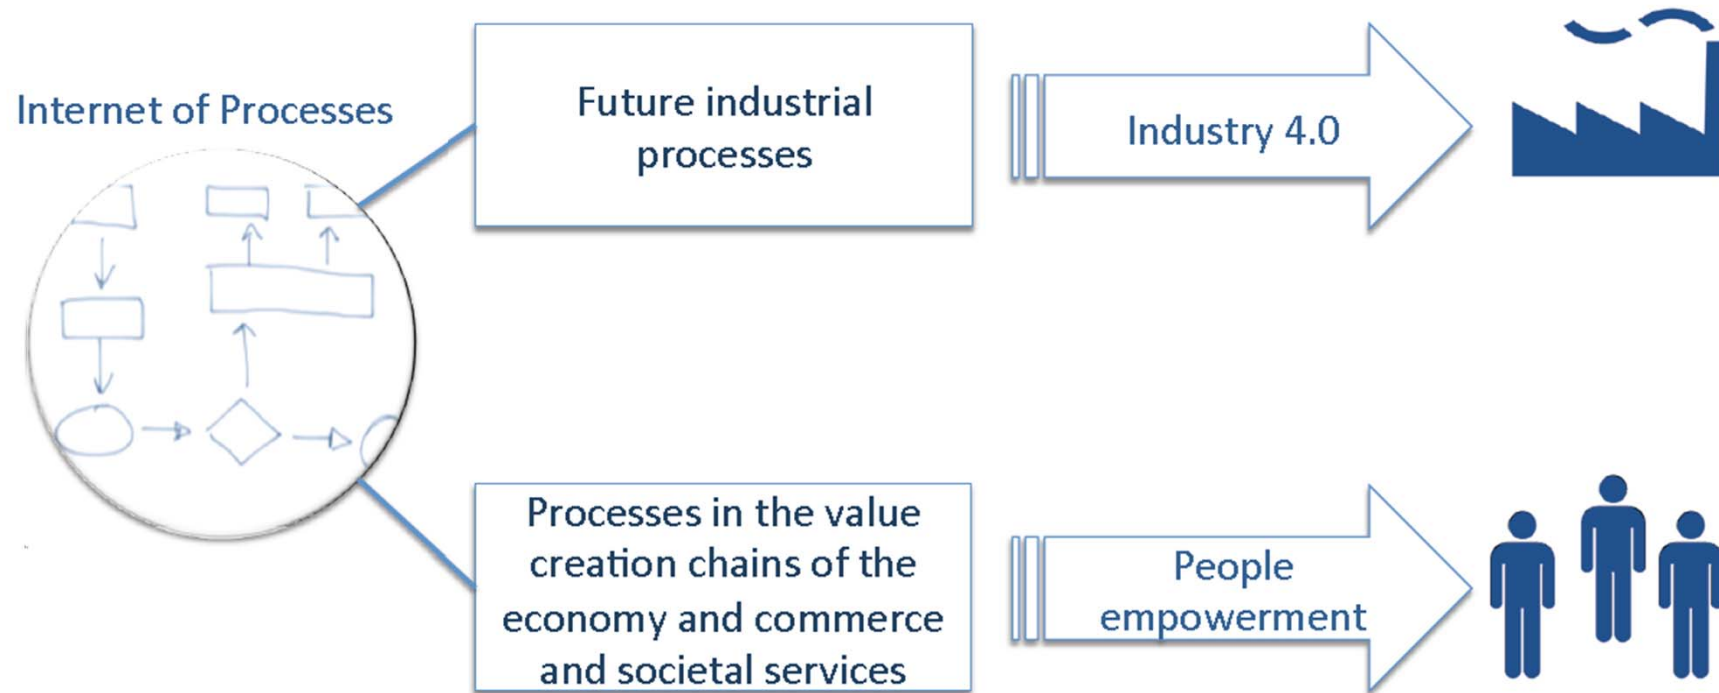 Internet of Processes
Future industrial
processes
Industry 4.0
Processes in the value
creation chains of the
economy and commerce
and societal services
People
empowerment